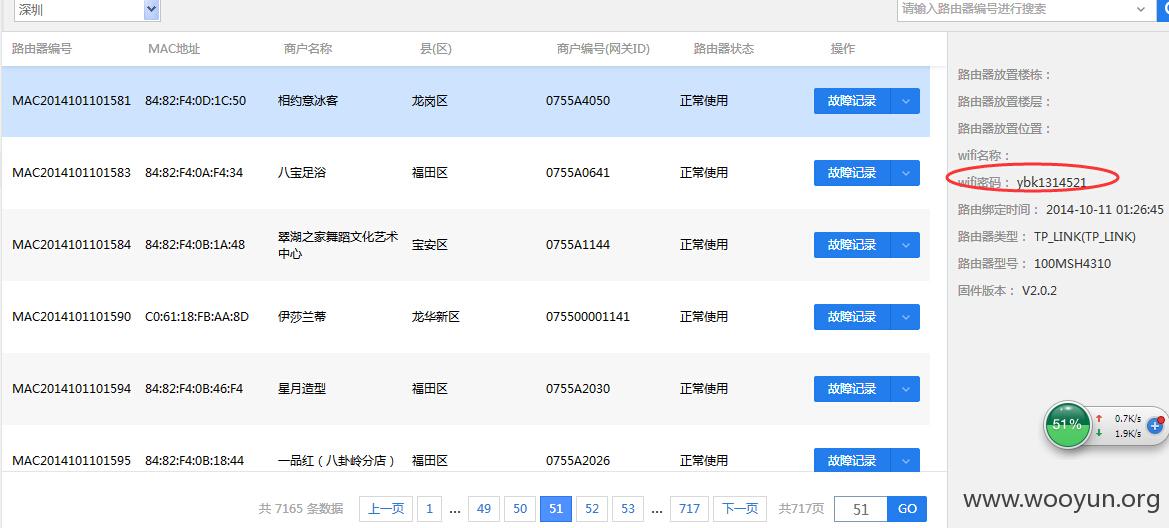 深圳
请输入路由器编号进行搜索
路由器编号 MAC地址 商户名称 县(区) 商户编号(网关ID) 路由器状态 操作
MAC2014101101581 84:82:F4:0D:1C:50 相约意冰客 龙岗区 0755A4050 正常使用 故障记录
MAC2014101101583 84:82:F4:0A:F4:34 八宝足浴 福田区 0755A0641 正常使用 故障记录
MAC2014101101584 84:82:F4:0B:1A:48 翠湖之家舞蹈文化艺术
中心 宝安区 0755A1144 正常使用 故障记录
MAC2014101101590 C0:61:18:FB:AA:8D 伊莎兰蒂 龙华新区 075500001141 正常使用 故障记录
MAC2014101101594 84:82:F4:0B:46:F4 星月造型 福田区 0755A2030 正常使用 故障记录
MAC2014101101595 84:82:F4:0B:18:44 一品红（八卦岭分店） 福田区 0755A2026 正常使用 故障记录
共 7165 条数据 上一页 1 ... 49 50 51 52 53 ... 717 下一页 共717页 51 GO
路由器放置楼栋：
路由器放置楼层：
路由器放置位置：
wifi名称：
wifi密码： ybk1314521
路由绑定时间： 2014-10-11 01:26:45
路由器类型： TP_LINK(TP_LINK)
路由器型号： 100MSH4310
固件版本： V2.0.2
51% 0.7K/s
1.9K/s
www.wooyun.org